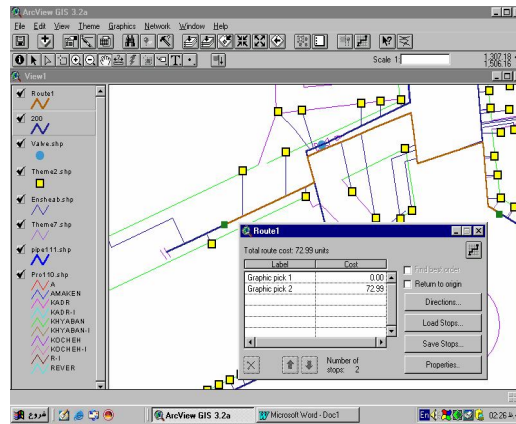 ArcView GIS 3.2a
File Edit View Theme Graphics Network Window Help
Scale 1:
1,307.18
1,506.16
View1
Route1
200
Valve.shp
Theme2.shp
Ensheab.shp
Theme7.shp
pipe111.shp
Pro110.shp
A
AMAKEN
KADR
KADR-I
KHYABAN
KHYABAN-I
KOCHEH
KOCHEH-I
R-I
REVER
Route1
Total route cost: 72.99 units
Label Cost
Graphic pick 1 0.00
Graphic pick 2 72.99
Find best order
Return to origin
Directions...
Load Stops...
Save Stops...
Properties...
Number of
stops: 2
شروع
ArcView GIS 3.2a
Microsoft Word - Doc1
En
02:26